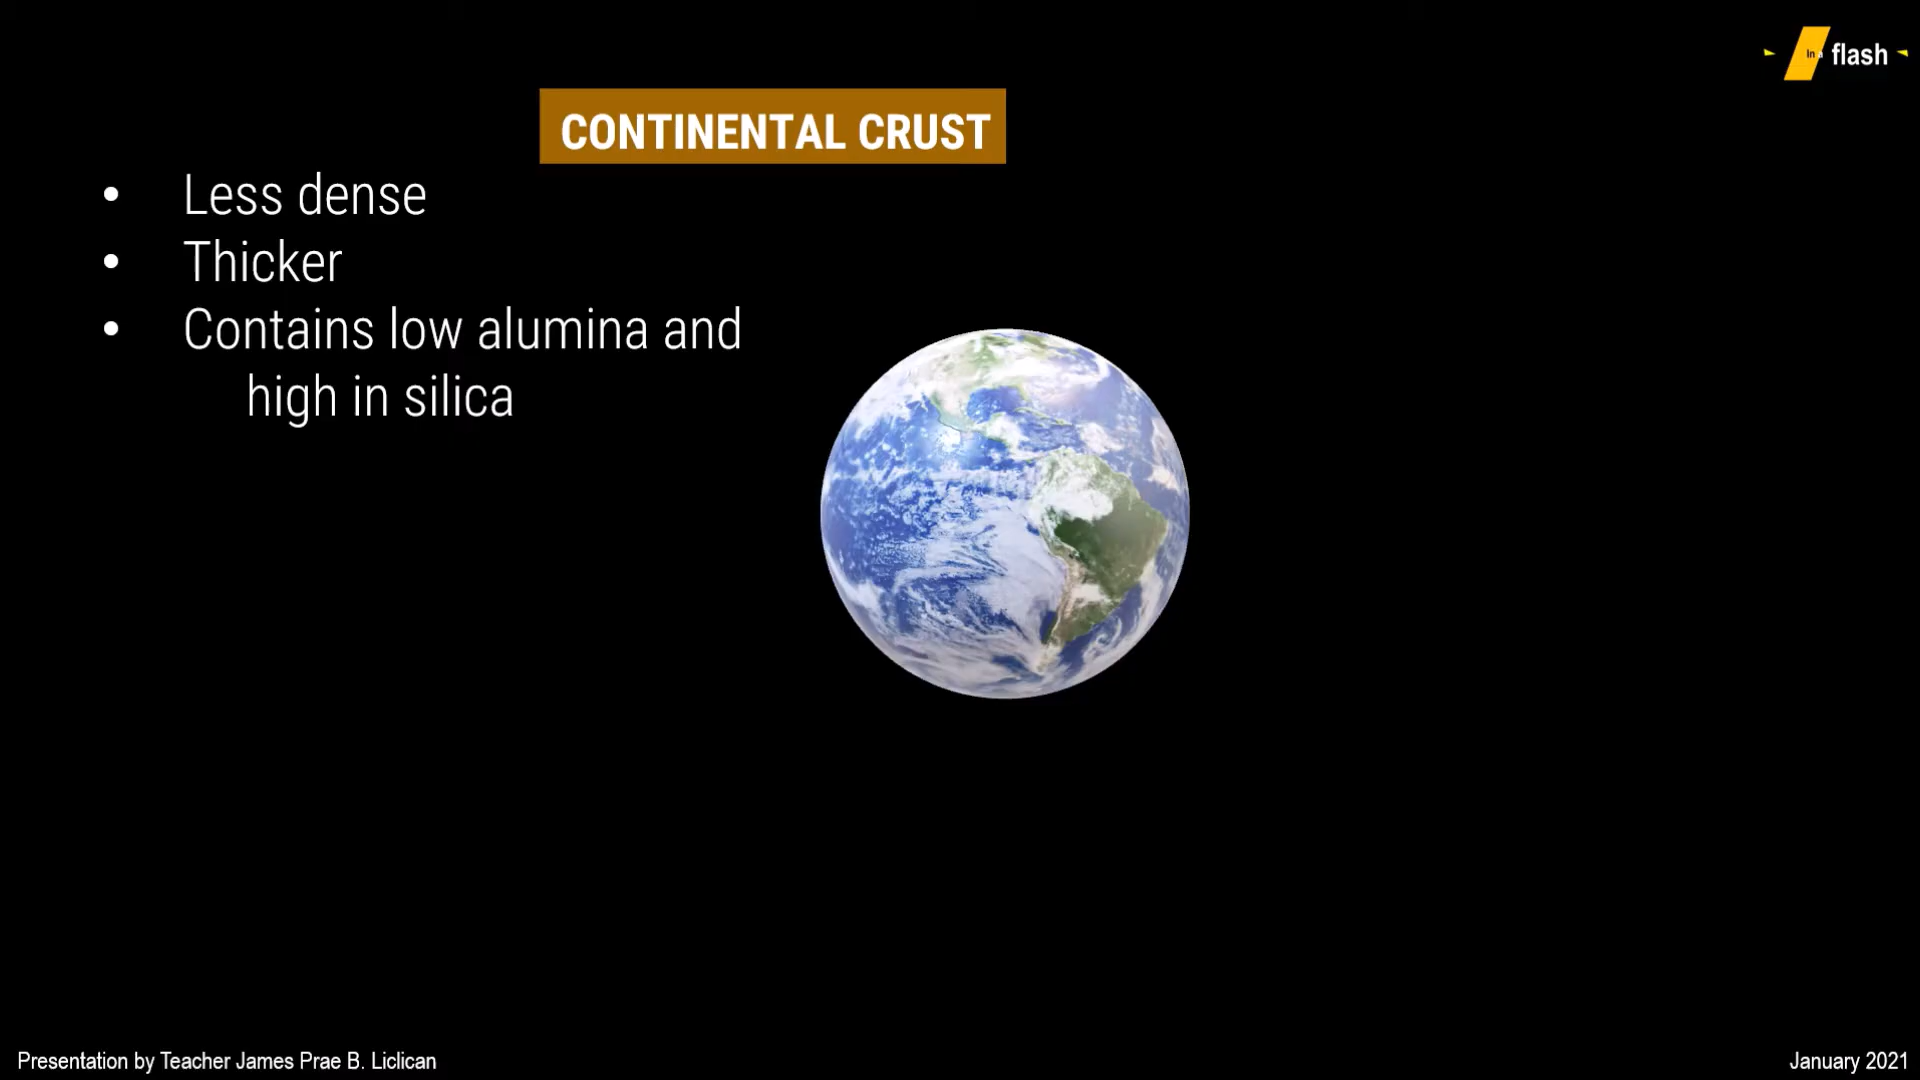 In flash
CONTINENTAL CRUST
• Less dense
• Thicker
• Contains low alumina and
high in silica
Presentation by Teacher James Prae B. Liclican
January 2021